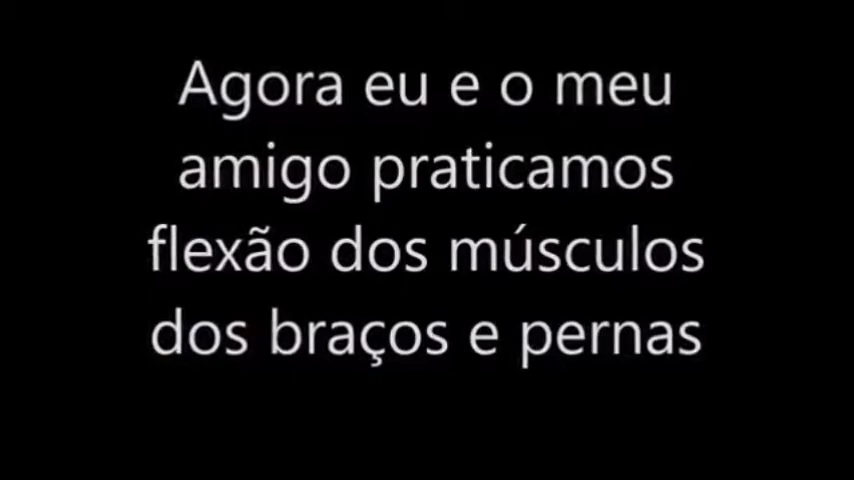 Agora eu e o meu
amigo praticamos
flexão dos músculos
dos braços e pernas